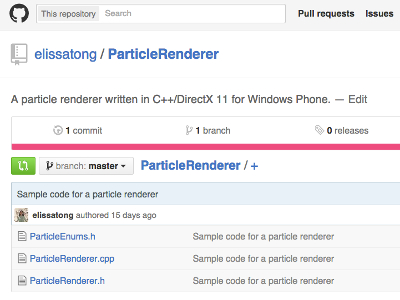 This repository Search Pull requests Issues
elissatong / ParticleRenderer
A particle renderer written in C++/DirectX 11 for Windows Phone. — Edit
1 commit 1 branch 0 releases
branch: master ParticleRenderer / +
Sample code for a particle renderer
elissatong authored 15 days ago
ParticleEnums.h Sample code for a particle renderer
ParticleRenderer.cpp Sample code for a particle renderer
ParticleRenderer.h Sample code for a particle renderer